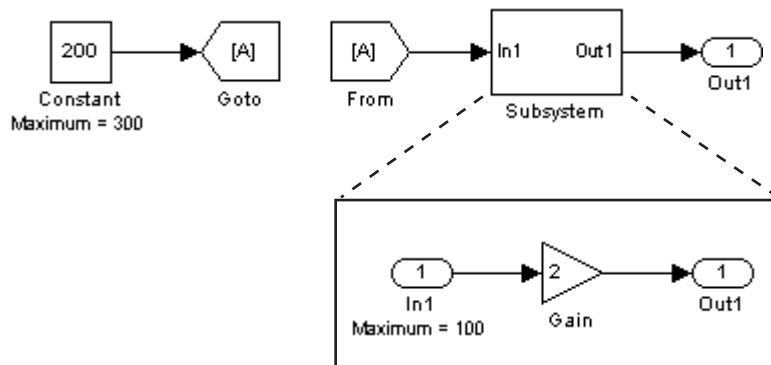 200
[A]
[A]
In1
Out1
1
Constant
Goto
From
Subsystem
Out1
Maximum = 300
1
2
1
In1
Gain
Out1
Maximum = 100